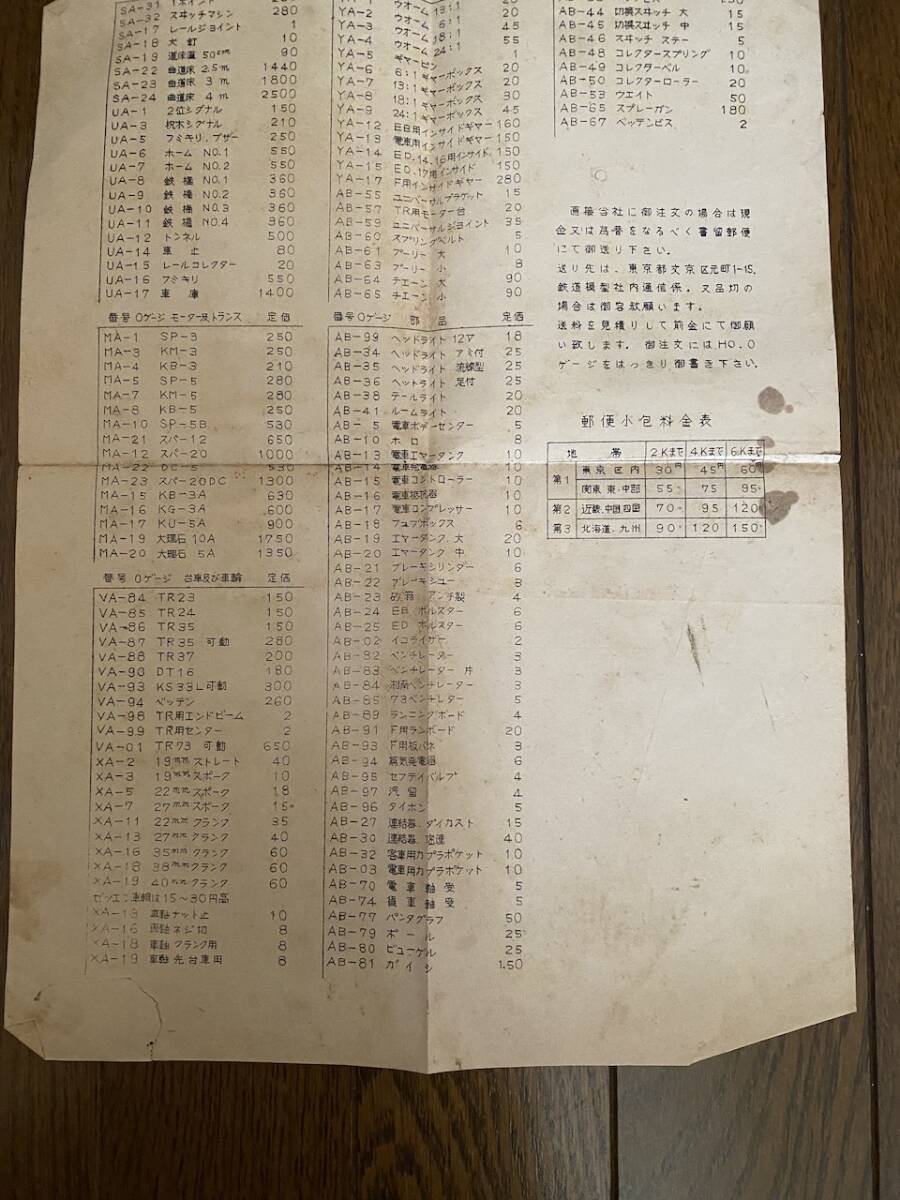 SA-31
SA-32 スヰッチマシン 280
SA-17 レールジョイント 1
SA-18 犬釘 10
SA-19 道床直 50cm 90
SA-22 曲道床 2.5m 1440
SA-23 曲道床 3m 1800
SA-24 曲道床 4m 2500
UA-1 2位シグナル 150
UA-3 腕木シグナル 210
UA-5 フミキリ、ブザー 250
UA-6 ホーム NO.1 550
UA-7 ホーム NO.2 550
UA-8 鉄橋 NO.1 360
UA-9 鉄橋 NO.2 360
UA-10 鉄橋 NO.3 360
UA-11 鉄橋 NO.4 360
UA-12 トンネル 500
UA-14 車止 80
UA-15 レールコレクター 20
UA-16 フミキリ 550
UA-17 車庫 1400
番号 Oゲージ モーター及トランス 定価
MA-1 SP-3 250
MA-3 KM-3 250
MA-4 KB-3 210
MA-5 SP-5 280
MA-7 KM-5 280
MA-8 KB-5 250
MA-10 SP-5B 530
MA-21 スパー12 650
MA-12 スパー20 1000
MA-22 DC-5 530
MA-23 スパー20DC 1300
MA-15 KB-3A 630
MA-16 KG-3A 600
MA-17 KU-5A 900
MA-19 大理石 10A 1750
MA-20 大理石 5A 1350
番号 Oゲージ 台車及び車輪 定価
VA-84 TR23 150
VA-85 TR24 150
VA-86 TR35 150
VA-87 TR35 可動 280
VA-88 TR37 200
VA-90 DT16 180
VA-93 KS33L可動 300
VA-94 ペッテン 260
VA-98 TR用エンドビーム 2
VA-99 TR用センター 2
VA-01 TR73 可動 650
XA-2 19mm ストレート 40
XA-3 19mm スポーク 10
XA-5 22mm スポーク 18
XA-7 27mm スポーク 15
XA-11 22mm クランク 35
XA-13 27mm クランク 40
XA-16 35mm クランク 60
XA-18 38mm クランク 60
XA-19 40mm クランク 60
ゼツエン車輪は15〜30円高
XA-13 車軸ナット止 10
XA-16 車軸ネジ切 8
XA-18 車軸クランク用 8
XA-19 車軸先台車用 8
YA-2 ウオーム 13:1 20
YA-3 ウオーム 6:1 45
YA-4 ウオーム 18:1 55
YA-5 ウオーム 24:1
ギヤーピン 1
YA-6 6:1 ギヤーボックス 20
YA-7 13:1 ギヤーボックス 20
YA-8 18:1 ギヤーボックス 30
YA-9 24:1 ギヤーボックス 45
YA-12 EB用インサイドギヤー 160
YA-13 電車用インサイドギヤー 150
YA-14 ED.14.16用インサイド 150
YA-15 ED.17用インサイド 150
YA-17 F用インサイドギヤー 280
AB-55 ユニバーサルブラケット 15
AB-57 TR用モーター台 20
AB-59 ユニバーサルジョイント 35
AB-60 スプリングベルト 5
AB-61 プーリー 大 10
AB-63 プーリー 小 8
AB-64 チエーン 大 90
AB-65 チエーン 小 90
番号 Oゲージ 部品 定価
AB-99 ヘッドライト 12V 18
AB-34 ヘッドライト アミ付 25
AB-35 ヘッドライト 流線型 25
AB-36 ヘットライト 足付 25
AB-38 テールライト 20
AB-41 ルームライト 20
AB-5 電車ボデーセンター 5
AB-10 ホロ 8
AB-13 電車エヤータンク 10
AB-14 電車発電器 10
AB-15 電車コントローラー 10
AB-16 電車抵抗器 10
AB-17 電車コンプレッサー 10
AB-18 フューズボックス 6
AB-19 エヤータンク、大 20
AB-20 エヤータンク 中 10
AB-21 ブレーキシリンダー 6
AB-22 ブレーキシュー 3
AB-23 砂箱 アンチ製 4
AB-24 EB ボルスター 6
AB-25 ED ボルスター 6
AB-02 イコライザー 2
AB-82 ベンチレーター 3
AB-83 ベンチレーター 片 3
AB-84 湘南ベンチレーター 3
AB-85 73ベンチレター 5
AB-89 ランニングボード 4
AB-91 F用ランボード 20
AB-93 F用板バネ 3
AB-94 蒸気発電器 6
AB-95 セフテイバルブ 4
AB-97 汽留 4
AB-96 タイホン 5
AB-27 連結器、ダイカスト 15
AB-30 連結器、客連 40
AB-32 客車用カプラポケット 10
AB-03 電車用カプラポケット 10
AB-70 電車軸受 5
AB-74 貨車軸受 5
AB-77 パンタグラフ 50
AB-79 ポール 25
AB-80 ビューゲル 25
AB-81 ガイシ 1.50
AB-44 切換スヰッチ 大 15
AB-45 切換スヰッチ 中 15
AB-46 スヰッチ ステー 5
AB-48 コレクタースプリング 10
AB-49 コレクターベル 10
AB-50 コレクターローラー 20
AB-53 ウエイト 50
AB-65 スプレーガン 180
AB-67 ペッテンビス 2
直接当社に御注文の場合は現
金又は為替をなるべく書留郵便
にて御送り下さい。
送り先は、東京都文京区元町1-15、
鉄道模型社内通信係。又品切の
場合は御容赦願います。
送料を見積りして前金にて御願
い致します。御注文にはHO.O
ゲージをはっきり御書き下さい。
郵便小包料金表
地帯 2Kまで 4Kまで 6Kまで
第1 東京区内 30円 45円 60円
関東、東、中部 55 75 95
第2 近畿、中国四国 70 95 120
第3 北海道、九州 90 120 150